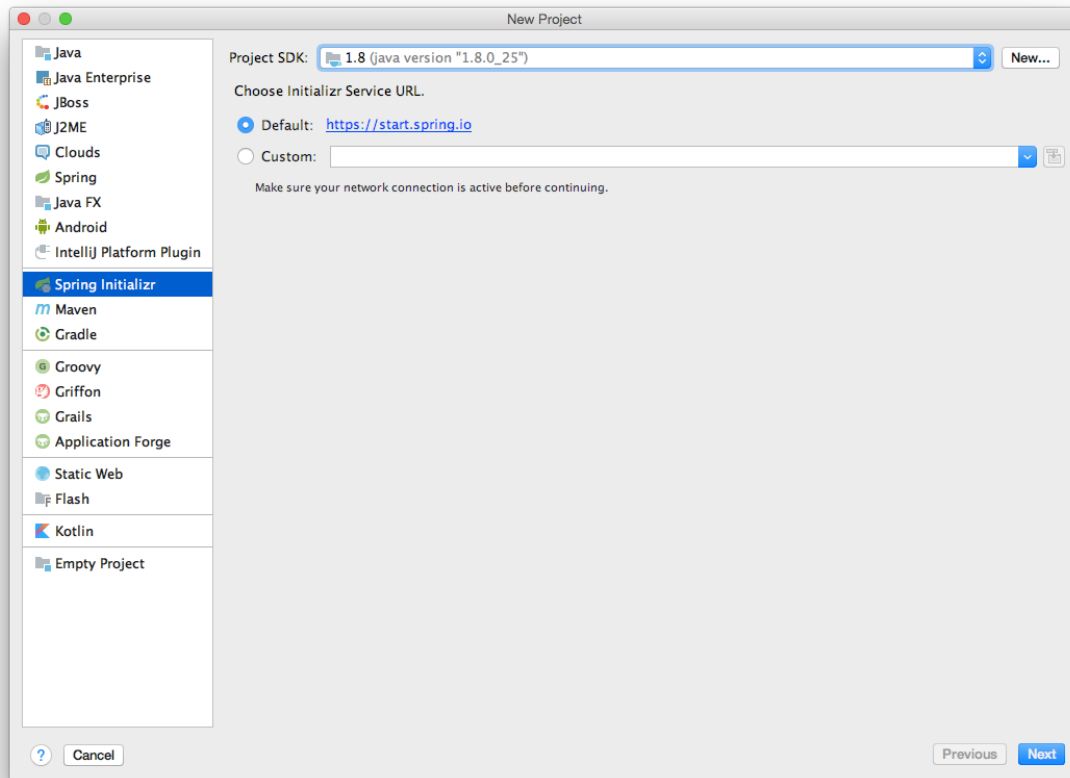 New Project
Java
Java Enterprise
JBoss
J2ME
Clouds
Spring
Java FX
Android
IntelliJ Platform Plugin
Spring Initializr
Maven
Gradle
Groovy
Griffon
Grails
Application Forge
Static Web
Flash
Kotlin
Empty Project
Project SDK: 1.8 (java version "1.8.0_25") New...
Choose Initializr Service URL.
Default: https://start.spring.io
Custom:
Make sure your network connection is active before continuing.
? Cancel Previous Next